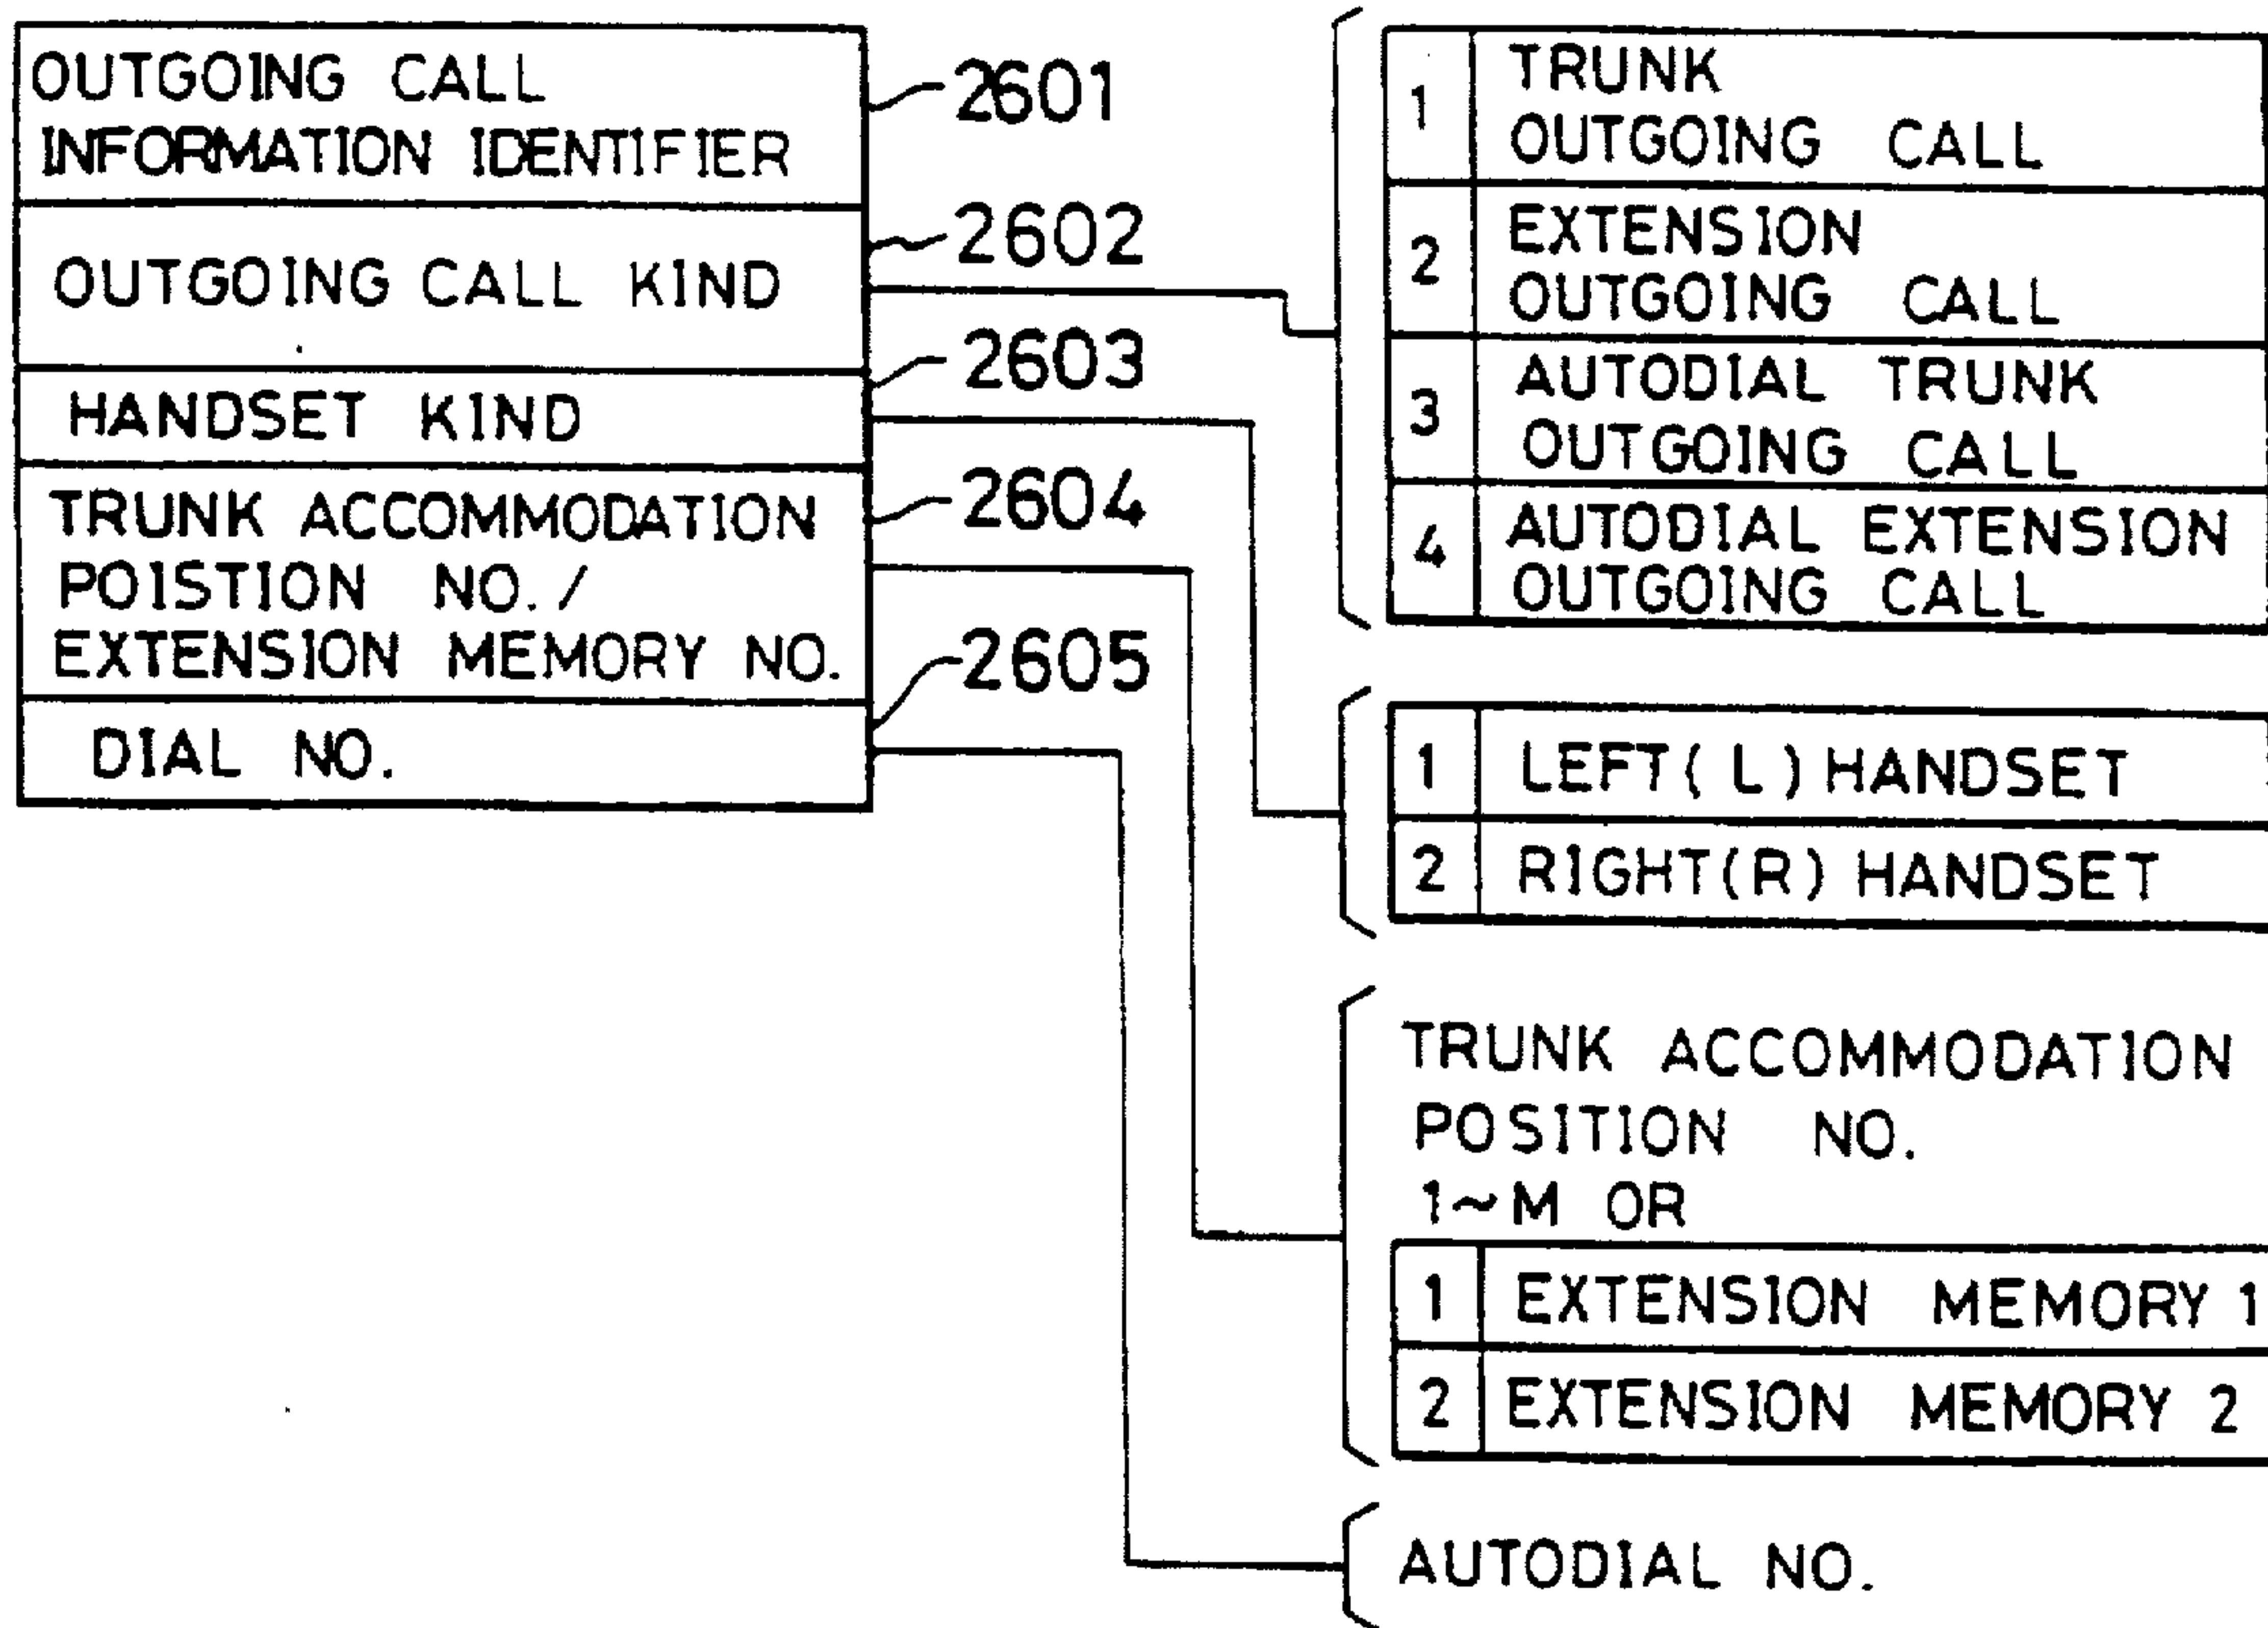 OUTGOING CALL
INFORMATION IDENTIFIER
2601
OUTGOING CALL KIND
2602
HANDSET KIND
2603
TRUNK ACCOMMODATION
POISTION NO./
EXTENSION MEMORY NO.
2604
DIAL NO.
2605
1 TRUNK
OUTGOING CALL
2 EXTENSION
OUTGOING CALL
3 AUTODIAL TRUNK
OUTGOING CALL
4 AUTODIAL EXTENSION
OUTGOING CALL
1 LEFT(L) HANDSET
2 RIGHT(R) HANDSET
TRUNK ACCOMMODATION
POSITION NO.
1~M OR
1 EXTENSION MEMORY 1
2 EXTENSION MEMORY 2
AUTODIAL NO.